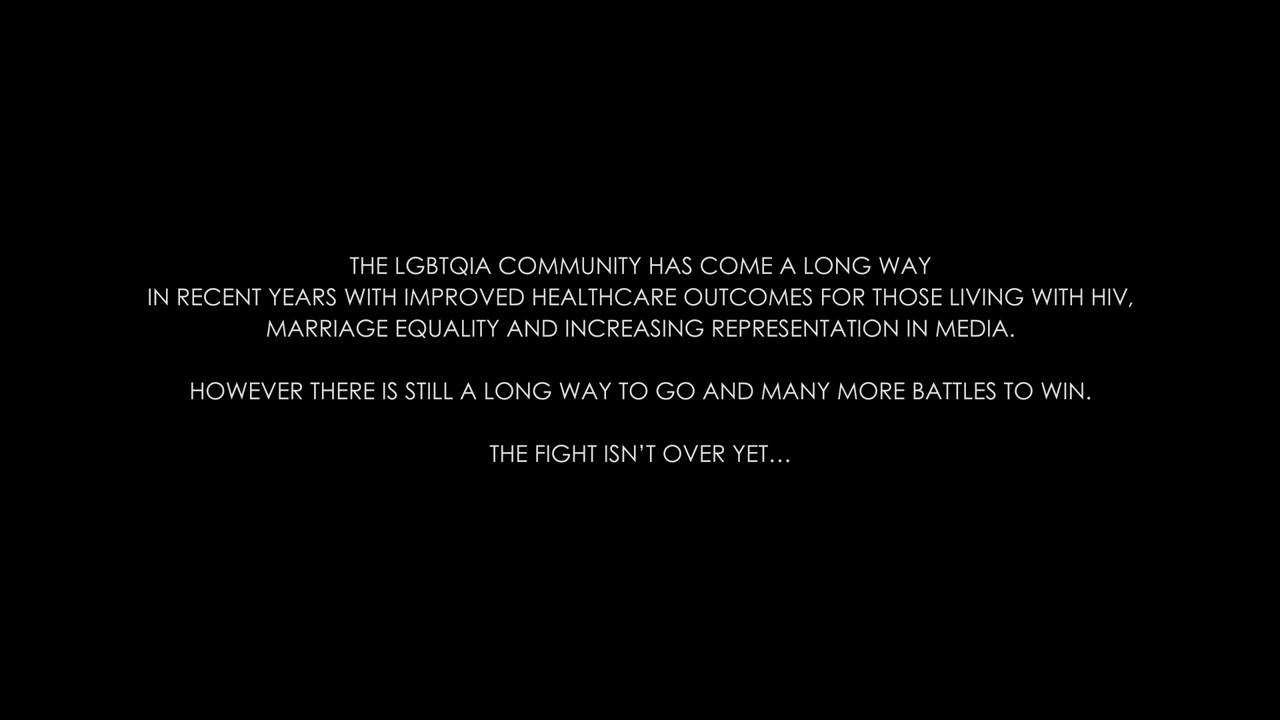 THE LGBTQIA COMMUNITY HAS COME A LONG WAY
IN RECENT YEARS WITH IMPROVED HEALTHCARE OUTCOMES FOR THOSE LIVING WITH HIV,
MARRIAGE EQUALITY AND INCREASING REPRESENTATION IN MEDIA.
HOWEVER THERE IS STILL A LONG WAY TO GO AND MANY MORE BATTLES TO WIN.
THE FIGHT ISN’T OVER YET…